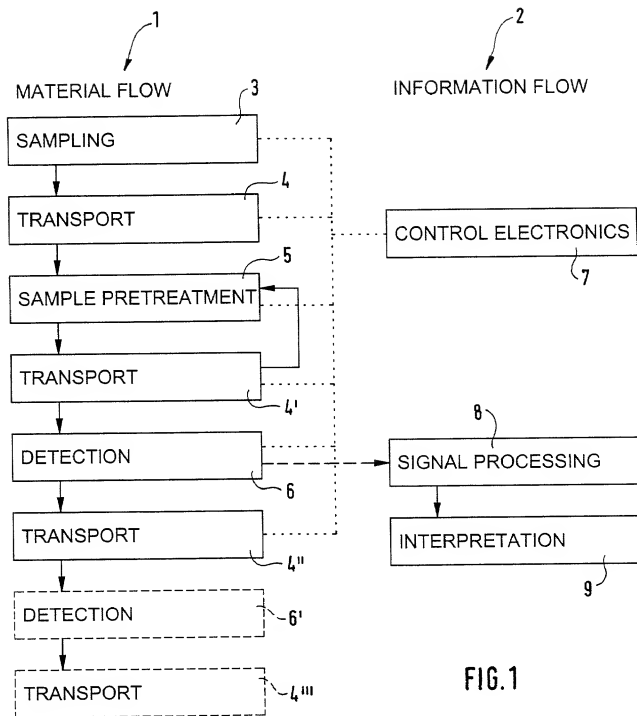 1
2
MATERIAL FLOW
INFORMATION FLOW
3
SAMPLING
4
TRANSPORT
CONTROL ELECTRONICS
7
5
SAMPLE PRETREATMENT
TRANSPORT
4'
DETECTION
6
8
SIGNAL PROCESSING
TRANSPORT
4"
INTERPRETATION
9
DETECTION
6'
TRANSPORT
4'''
FIG.1